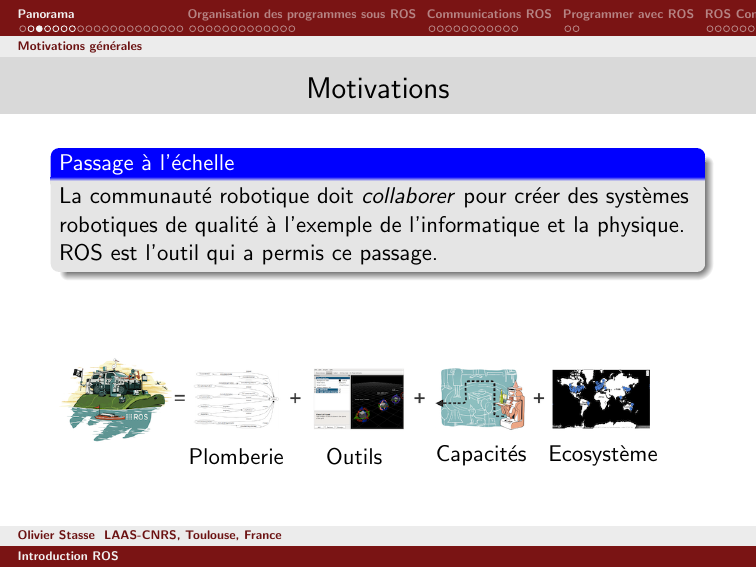 Panorama
Organisation des programmes sous ROS
Communications ROS
Programmer avec ROS
ROS Con
Motivations générales
Motivations
Passage à l'échelle
La communauté robotique doit collaborer pour créer des systèmes
robotiques de qualité à l'exemple de l'informatique et la physique.
ROS est l'outil qui a permis ce passage.
ROS
= + + +
Plomberie Outils Capacités Ecosystème
Olivier Stasse LAAS-CNRS, Toulouse, France
Introduction ROS